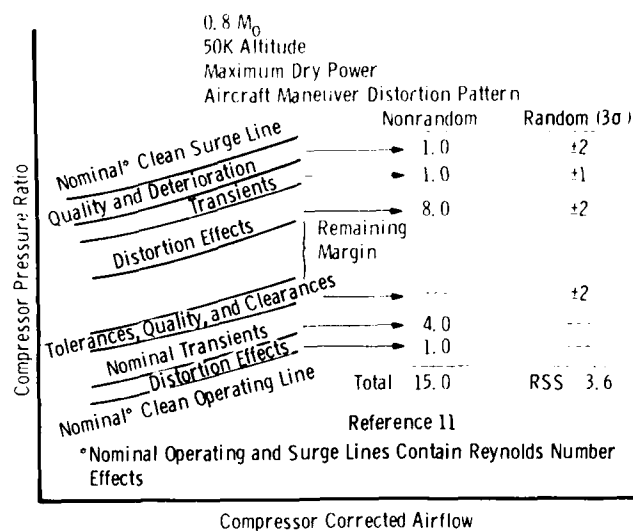 0.8 M0
50K Altitude
Maximum Dry Power
Aircraft Maneuver Distortion Pattern
Nonrandom Random (3σ)
Nominal° Clean Surge Line 1.0 ±2
Quality and Deterioration 1.0 ±1
Transients 8.0 ±2
Distortion Effects
Remaining
Margin
Tolerances, Quality, and Clearances --- ±2
Nominal Transients 4.0 ---
Distortion Effects 1.0 ---
Nominal° Clean Operating Line
Total 15.0 RSS 3.6
Reference 11
°Nominal Operating and Surge Lines Contain Reynolds Number
Effects
Compressor Pressure Ratio
Compressor Corrected Airflow